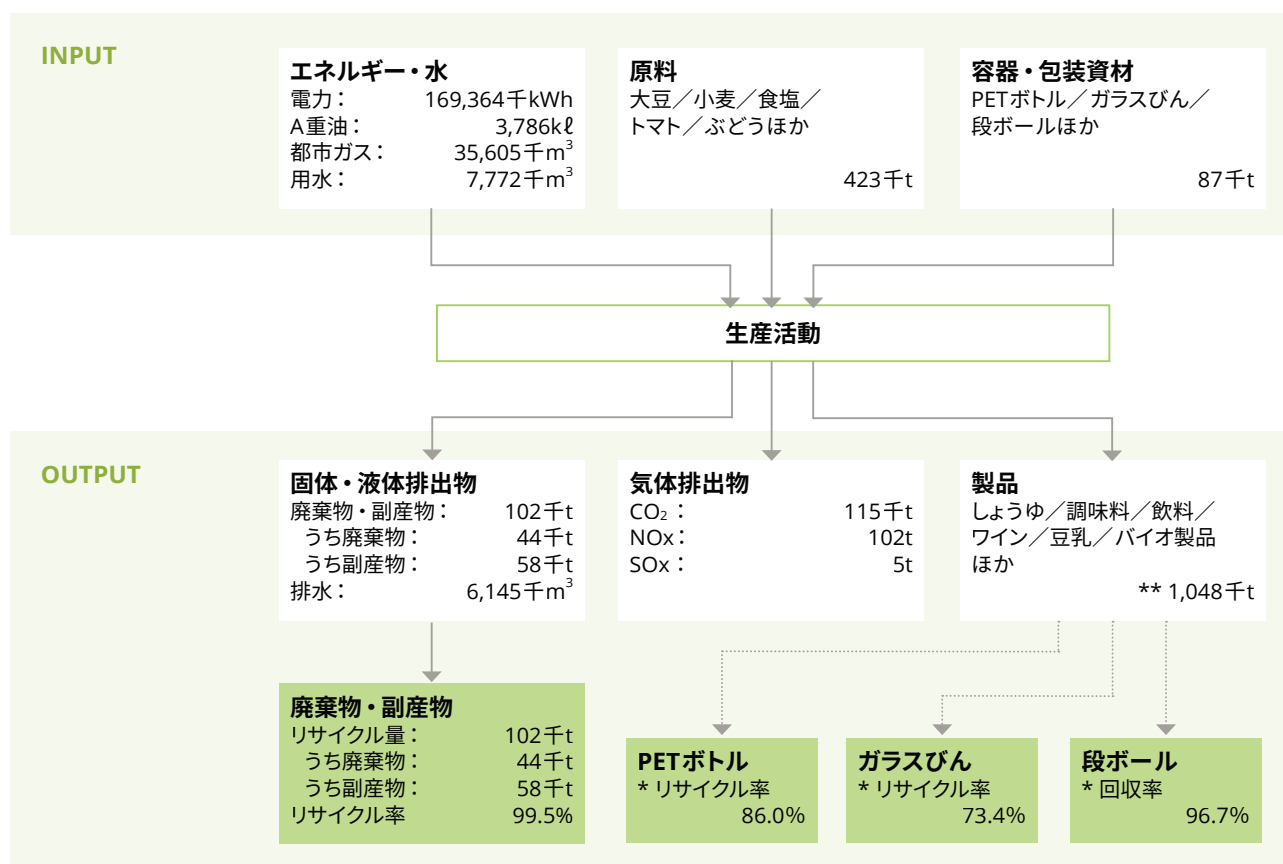 INPUT
エネルギー・水
電力： 169,364千kWh
A重油： 3,786kℓ
都市ガス： 35,605千m³
用水： 7,772千m³
原料
大豆／小麦／食塩／
トマト／ぶどうほか
423千t
容器・包装資材
PETボトル／ガラスびん／
段ボールほか
87千t
生産活動
OUTPUT
固体・液体排出物
廃棄物・副産物： 102千t
うち廃棄物： 44千t
うち副産物： 58千t
排水： 6,145千m³
気体排出物
CO₂： 115千t
NOx： 102t
SOx： 5t
製品
しょうゆ／調味料／飲料／
ワイン／豆乳／バイオ製品
ほか
** 1,048千t
廃棄物・副産物
リサイクル量： 102千t
うち廃棄物： 44千t
うち副産物： 58千t
リサイクル率 99.5%
PETボトル
* リサイクル率
86.0%
ガラスびん
* リサイクル率
73.4%
段ボール
* 回収率
96.7%